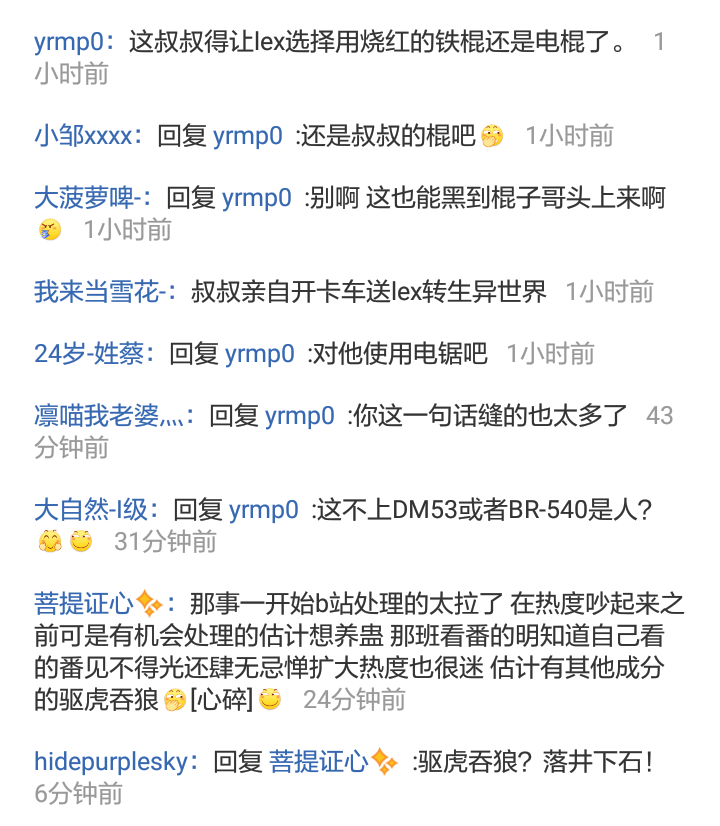 yrmp0：这叔叔得让lex选择用烧红的铁棍还是电棍了。 1
小时前
小邹xxxx：回复 yrmp0 :还是叔叔的棍吧🤭 1小时前
大菠萝啤-：回复 yrmp0 :别啊 这也能黑到棍子哥头上来啊
1小时前
我来当雪花-：叔叔亲自开卡车送lex转生异世界 1小时前
24岁-姓蔡：回复 yrmp0 :对他使用电锯吧 1小时前
凛喵我老婆灬：回复 yrmp0 :你这一句话缝的也太多了 43
分钟前
大自然-I级：回复 yrmp0 :这不上DM53或者BR-540是人？
31分钟前
菩提证心✨：那事一开始b站处理的太拉了 在热度吵起来之
前可是有机会处理的估计想养蛊 那班看番的明知道自己看
的番见不得光还肆无忌惮扩大热度也很迷 估计有其他成分
的驱虎吞狼🤭[心碎] 24分钟前
hidepurplesky：回复 菩提证心✨ :驱虎吞狼？落井下石！
6分钟前